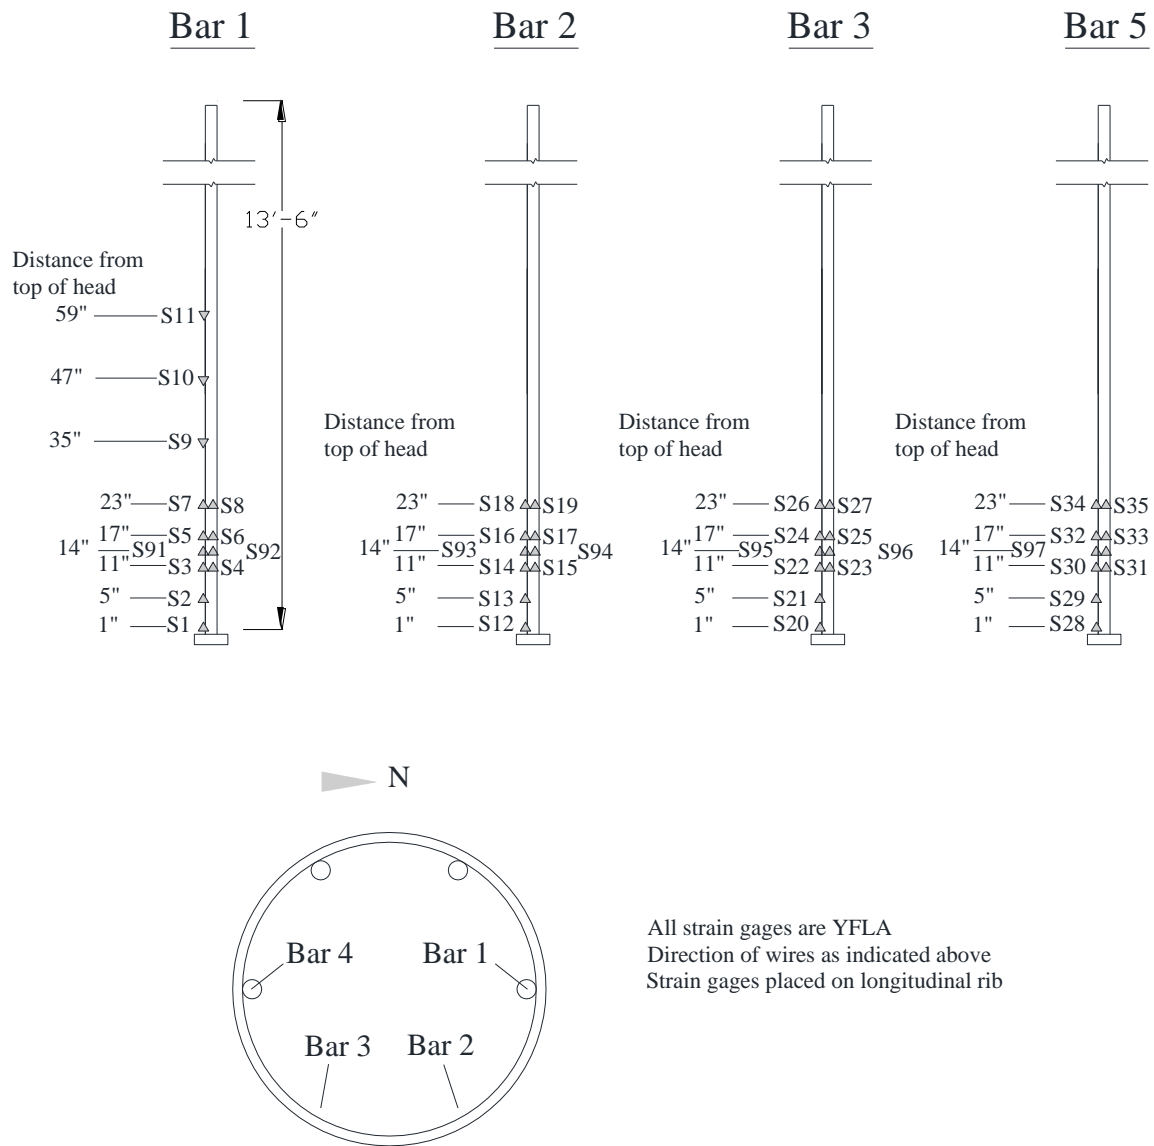 Bar 1
Bar 2
Bar 3
Bar 5
13'-6"
Distance from
top of head
59" S11
47" S10
35" S9
23" S7 S8
17" S5 S6
14" S91 S92
11" S3 S4
5" S2
1" S1
Distance from
top of head
23" S18 S19
17" S16 S17
14" S93 S94
11" S14 S15
5" S13
1" S12
Distance from
top of head
23" S26 S27
17" S24 S25
14" S95 S96
11" S22 S23
5" S21
1" S20
Distance from
top of head
23" S34 S35
17" S32 S33
14" S97
11" S30 S31
5" S29
1" S28
N
Bar 4 Bar 1
Bar 3 Bar 2
All strain gages are YFLA
Direction of wires as indicated above
Strain gages placed on longitudinal rib